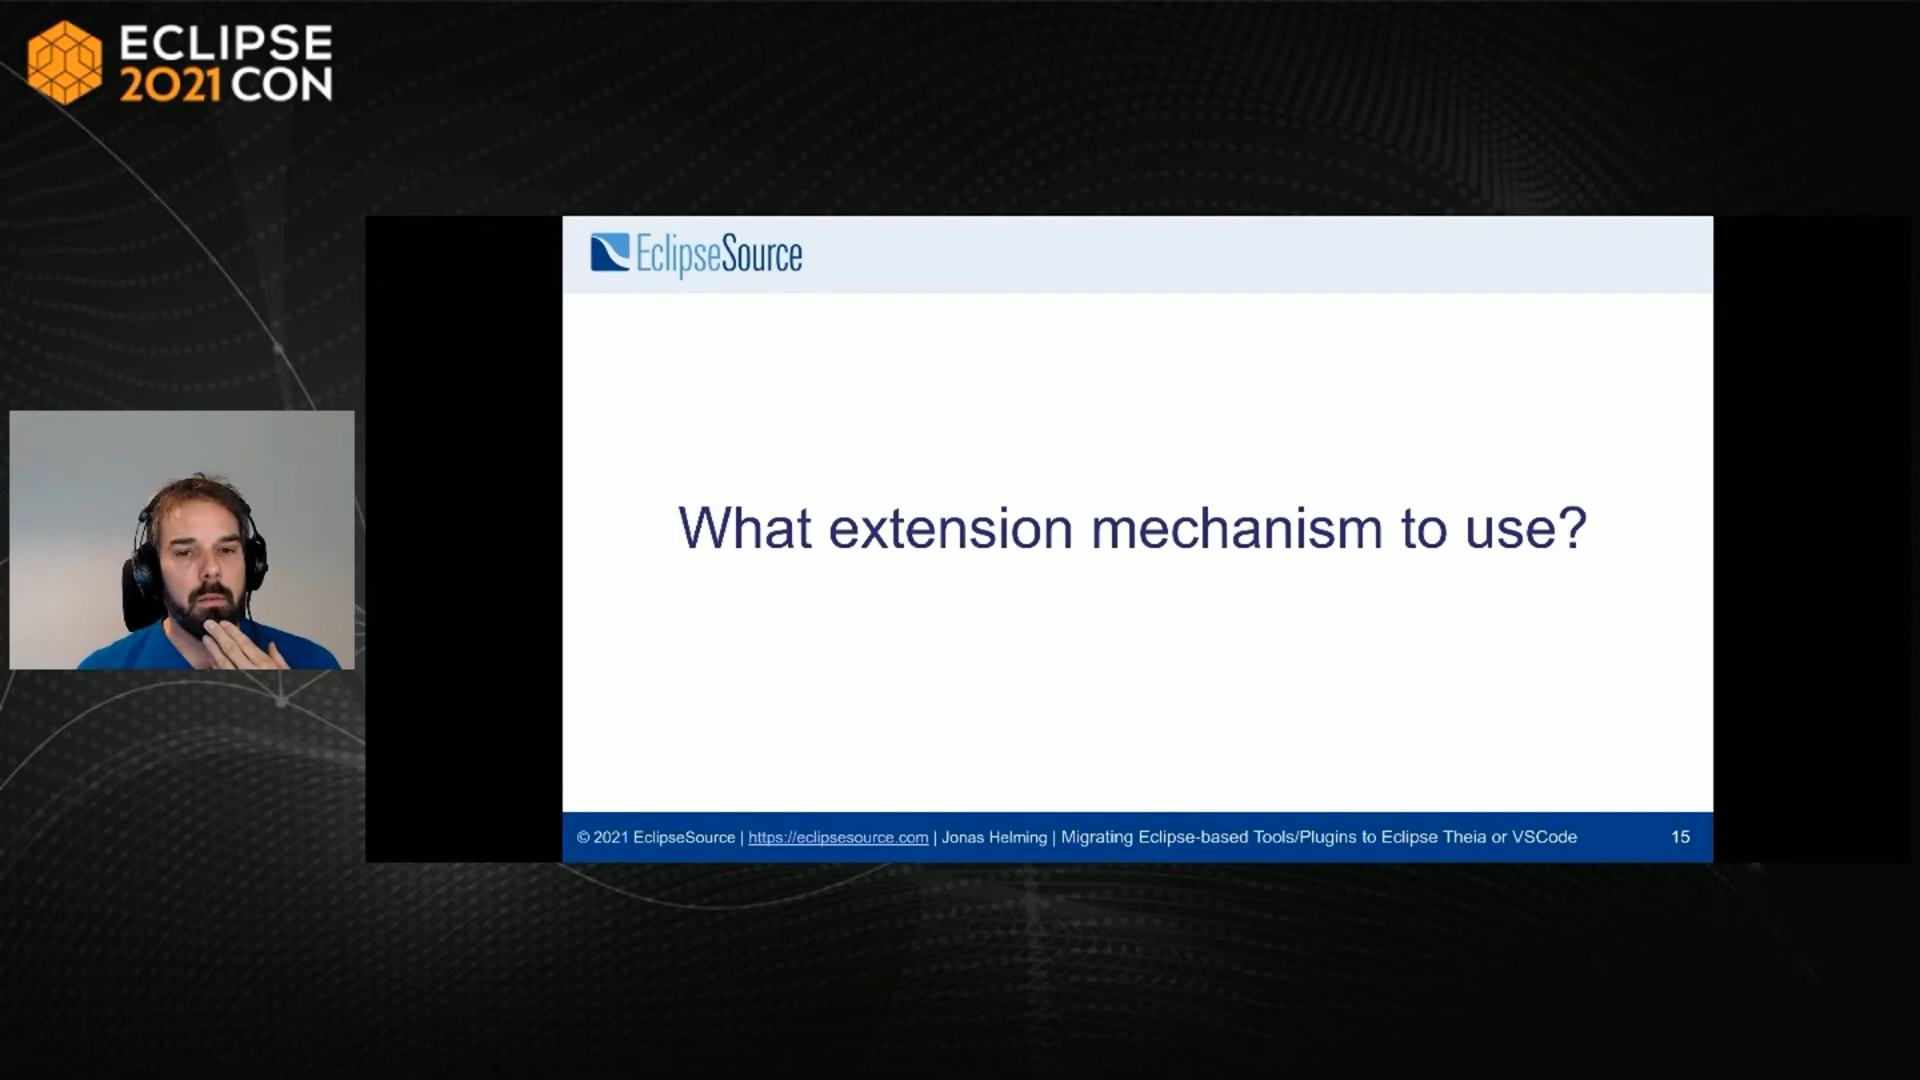 ECLIPSE
2021 CON
EclipseSource
What extension mechanism to use?
© 2021 EclipseSource | https://eclipsesource.com | Jonas Helming | Migrating Eclipse-based Tools/Plugins to Eclipse Theia or VSCode 15